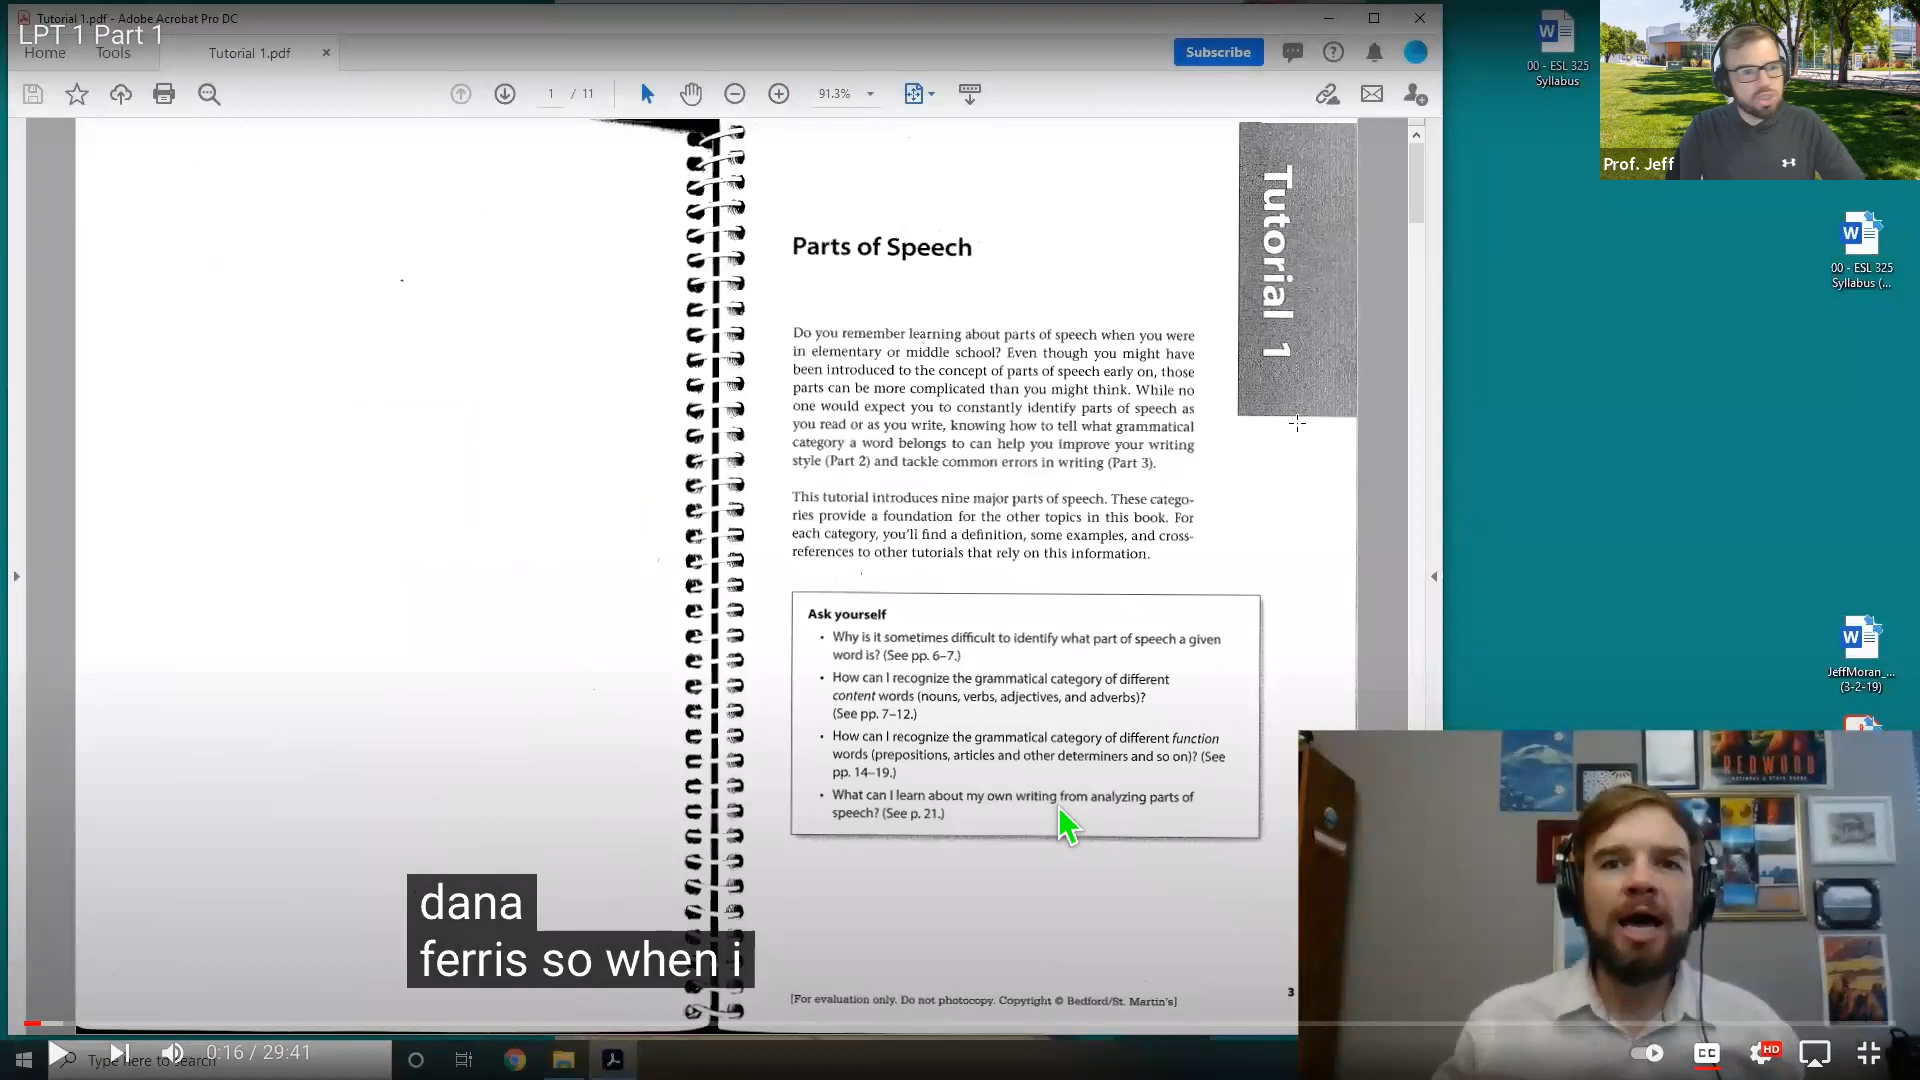 Tutorial 1.pdf - Adobe Acrobat Pro DC
LPT 1 Part 1
Home
Tools
Tutorial 1.pdf
Subscribe
1 / 11
91.3%
00 - ESL 325
Syllabus
Prof. Jeff
00 - ESL 325
Syllabus (...
JeffMoran_...
(3-2-19)
REDWOOD
Tutorial 1
Parts of Speech
Do you remember learning about parts of speech when you were
in elementary or middle school? Even though you might have
been introduced to the concept of parts of speech early on, those
parts can be more complicated than you might think. While no
one would expect you to constantly identify parts of speech as
you read or as you write, knowing how to tell what grammatical
category a word belongs to can help you improve your writing
style (Part 2) and tackle common errors in writing (Part 3).
This tutorial introduces nine major parts of speech. These catego-
ries provide a foundation for the other topics in this book. For
each category, you'll find a definition, some examples, and cross-
references to other tutorials that rely on this information.
Ask yourself
• Why is it sometimes difficult to identify what part of speech a given
word is? (See pp. 6–7.)
• How can I recognize the grammatical category of different
content words (nouns, verbs, adjectives, and adverbs)?
(See pp. 7–12.)
• How can I recognize the grammatical category of different function
words (prepositions, articles and other determiners and so on)? (See
pp. 14–19.)
• What can I learn about my own writing from analyzing parts of
speech? (See p. 21.)
[For evaluation only. Do not photocopy. Copyright © Bedford/St. Martin's]
3
dana
ferris so when i
0:16 / 29:41
Type here to search
CC
HD